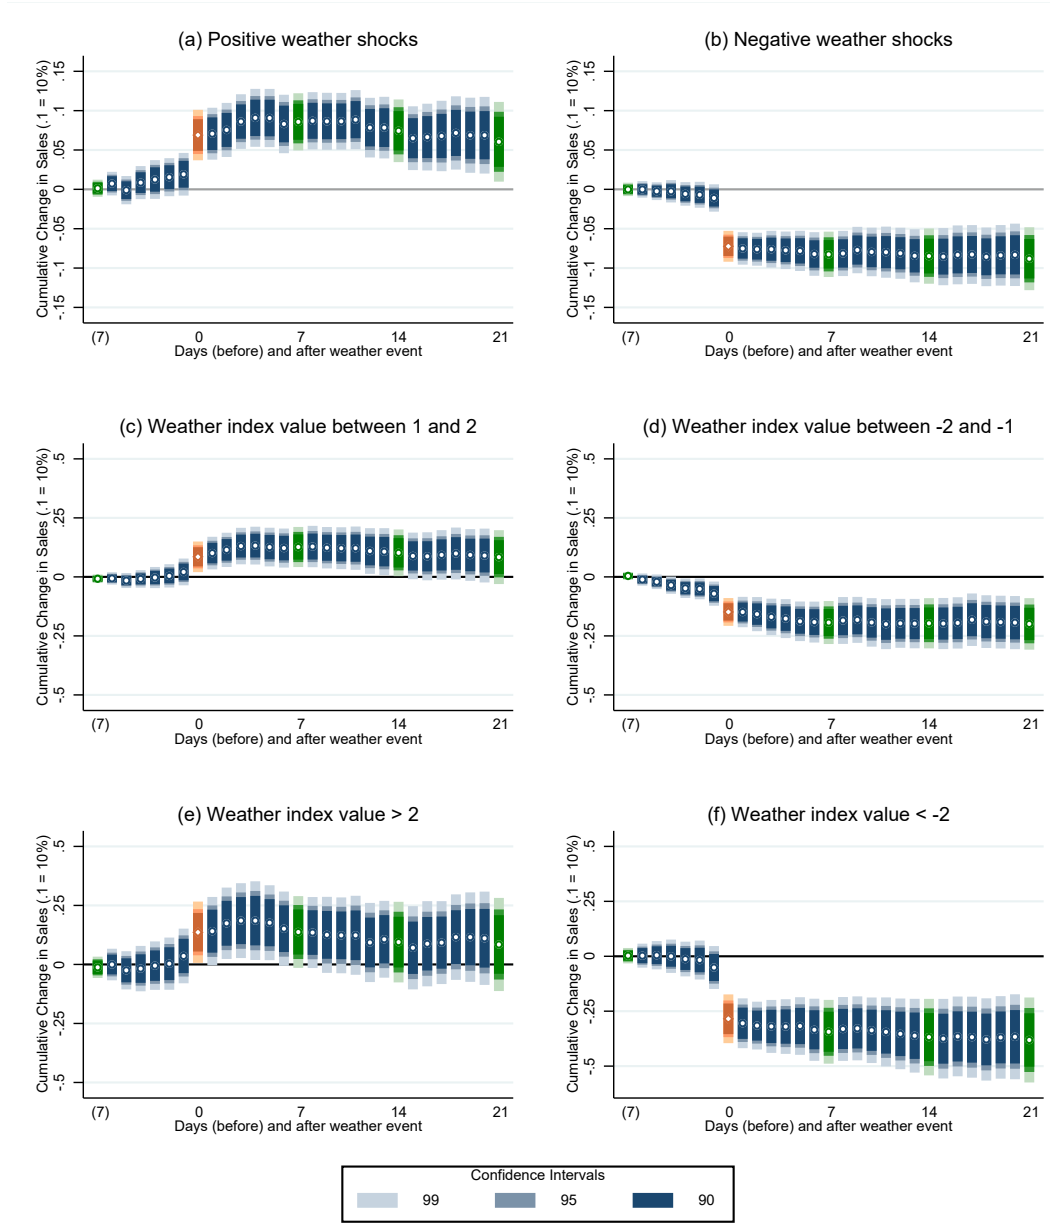 (a) Positive weather shocks
Cumulative Change in Sales (.1 = 10%)
.15
.1
.05
0
-.05
-.1
-.15
(7) 0 7 14 21
Days (before) and after weather event
(b) Negative weather shocks
Cumulative Change in Sales (.1 = 10%)
.15
.1
.05
0
-.05
-.1
-.15
(7) 0 7 14 21
Days (before) and after weather event
(c) Weather index value between 1 and 2
Cumulative Change in Sales (.1 = 10%)
.5
.25
0
-.25
-.5
(7) 0 7 14 21
Days (before) and after weather event
(d) Weather index value between -2 and -1
Cumulative Change in Sales (.1 = 10%)
.5
.25
0
-.25
-.5
(7) 0 7 14 21
Days (before) and after weather event
(e) Weather index value > 2
Cumulative Change in Sales (.1 = 10%)
.5
.25
0
-.25
-.5
(7) 0 7 14 21
Days (before) and after weather event
(f) Weather index value < -2
Cumulative Change in Sales (.1 = 10%)
.5
.25
0
-.25
-.5
(7) 0 7 14 21
Days (before) and after weather event
Confidence Intervals
99 95 90